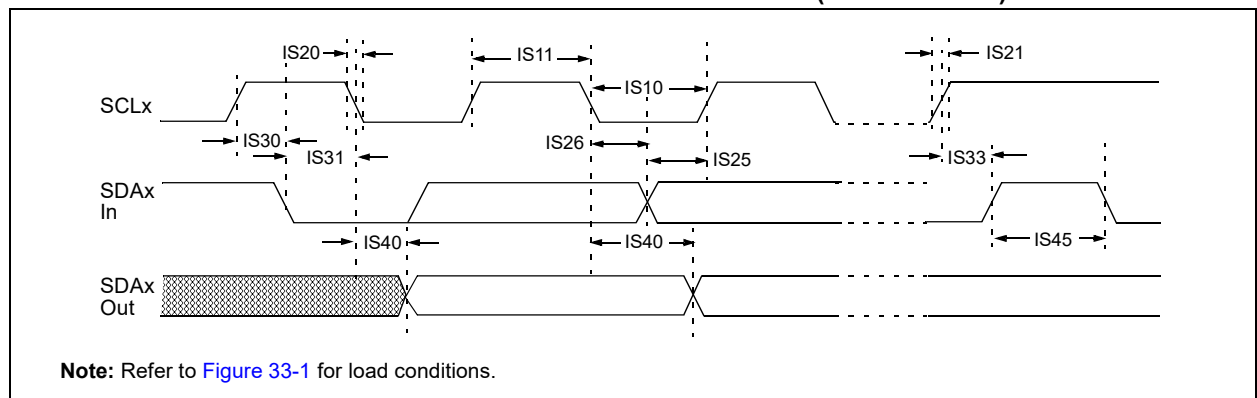 IS20
IS11
IS21
IS10
SCLx
IS30
IS31
IS26
IS25
IS33
SDAx
In
IS40
IS40
IS45
SDAx
Out
Note: Refer to Figure 33-1 for load conditions.